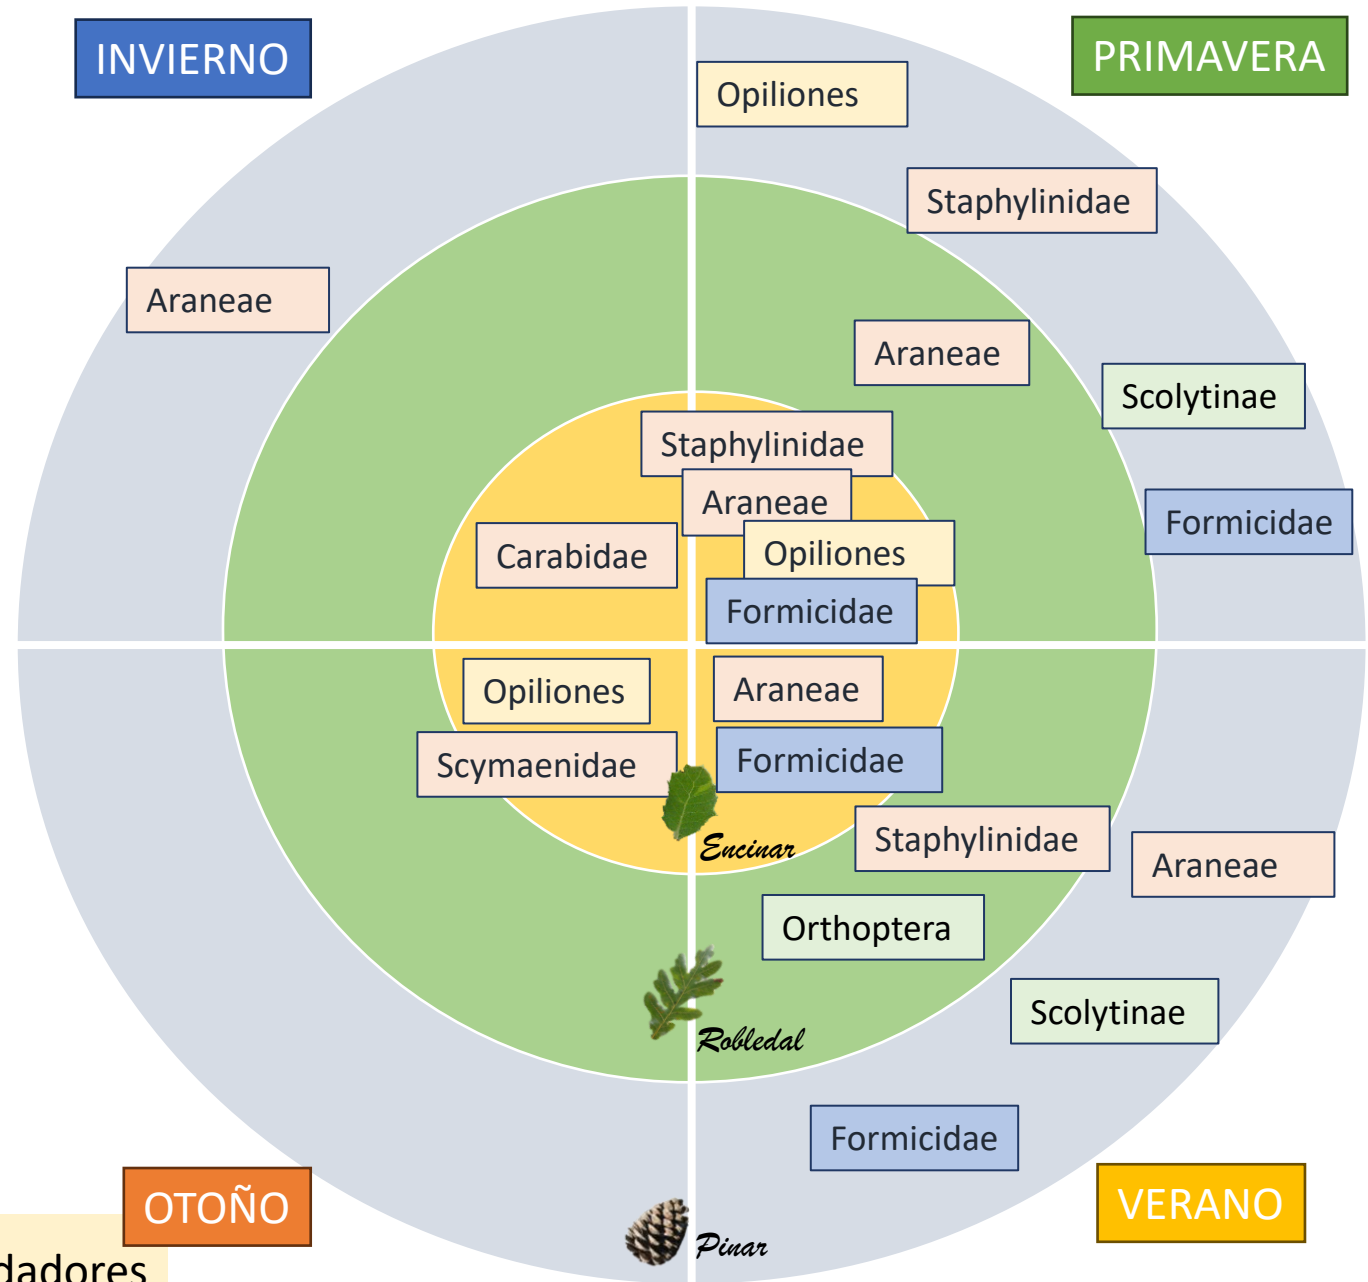 INVIERNO
PRIMAVERA
Opiliones
Staphylinidae
Araneae
Araneae
Scolytinae
Staphylinidae
Araneae
Formicidae
Carabidae
Opiliones
Formicidae
Opiliones
Araneae
Scymaenidae
Formicidae
Encinar
Staphylinidae
Araneae
Orthoptera
Scolytinae
Robledal
Formicidae
OTOÑO
VERANO
Pinar